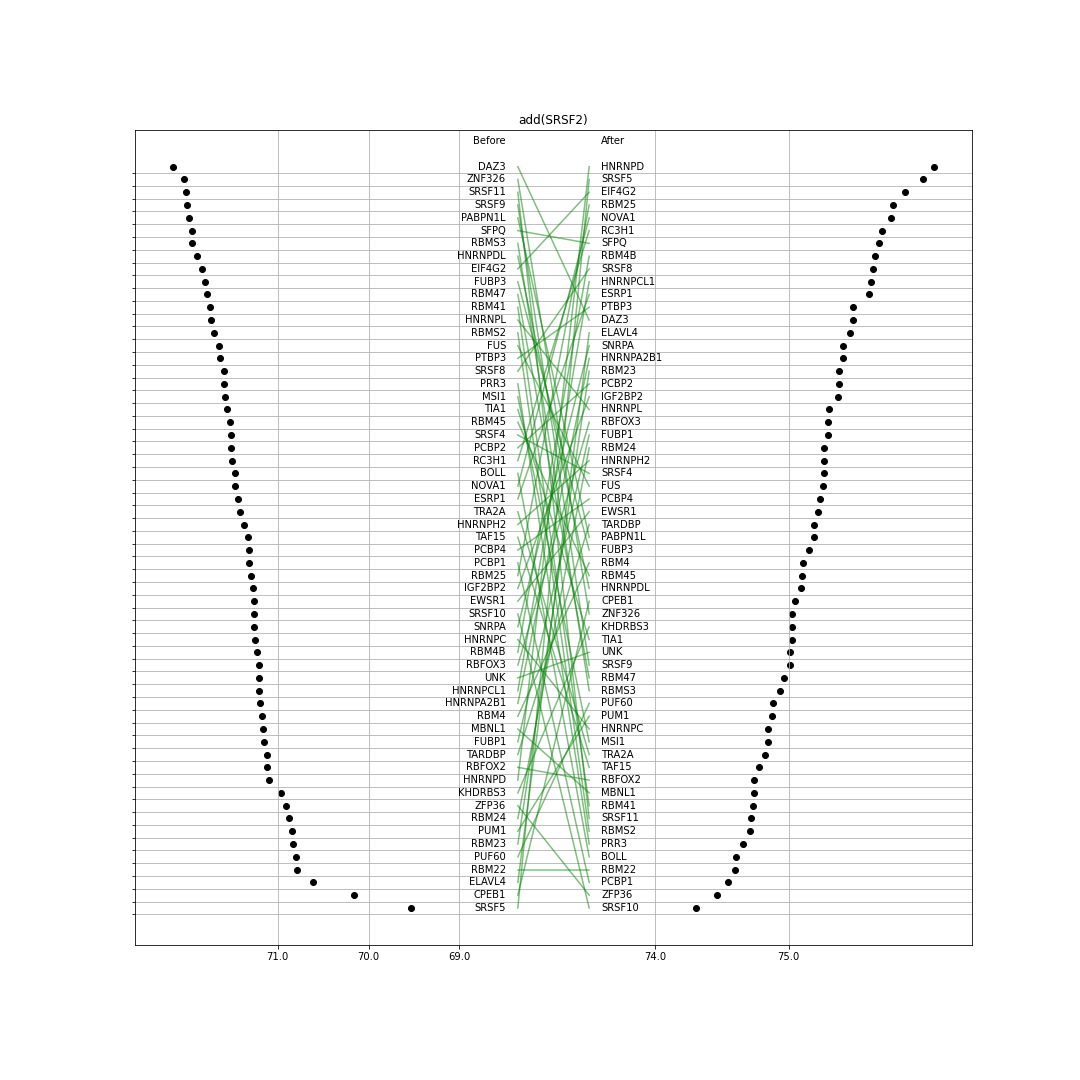 add(SRSF2)
Before After
DAZ3 HNRNPD
ZNF326 SRSF5
SRSF11 EIF4G2
SRSF9 RBM25
PABPN1L NOVA1
SFPQ RC3H1
RBMS3 SFPQ
HNRNPDL RBM4B
EIF4G2 SRSF8
FUBP3 HNRNPCL1
RBM47 ESRP1
RBM41 PTBP3
HNRNPL DAZ3
RBMS2 ELAVL4
FUS SNRPA
PTBP3 HNRNPA2B1
SRSF8 RBM23
PRR3 PCBP2
MSI1 IGF2BP2
TIA1 HNRNPL
RBM45 RBFOX3
SRSF4 FUBP1
PCBP2 RBM24
RC3H1 HNRNPH2
BOLL SRSF4
NOVA1 FUS
ESRP1 PCBP4
TRA2A EWSR1
HNRNPH2 TARDBP
TAF15 PABPN1L
PCBP4 FUBP3
PCBP1 RBM4
RBM25 RBM45
IGF2BP2 HNRNPDL
EWSR1 CPEB1
SRSF10 ZNF326
SNRPA KHDRBS3
HNRNPC TIA1
RBM4B UNK
RBFOX3 SRSF9
UNK RBM47
HNRNPCL1 RBMS3
HNRNPA2B1 PUF60
RBM4 PUM1
MBNL1 HNRNPC
FUBP1 MSI1
TARDBP TRA2A
RBFOX2 TAF15
HNRNPD RBFOX2
KHDRBS3 MBNL1
ZFP36 RBM41
RBM24 SRSF11
PUM1 RBMS2
RBM23 PRR3
PUF60 BOLL
RBM22 RBM22
ELAVL4 PCBP1
CPEB1 ZFP36
SRSF5 SRSF10
71.0 70.0 69.0 74.0 75.0